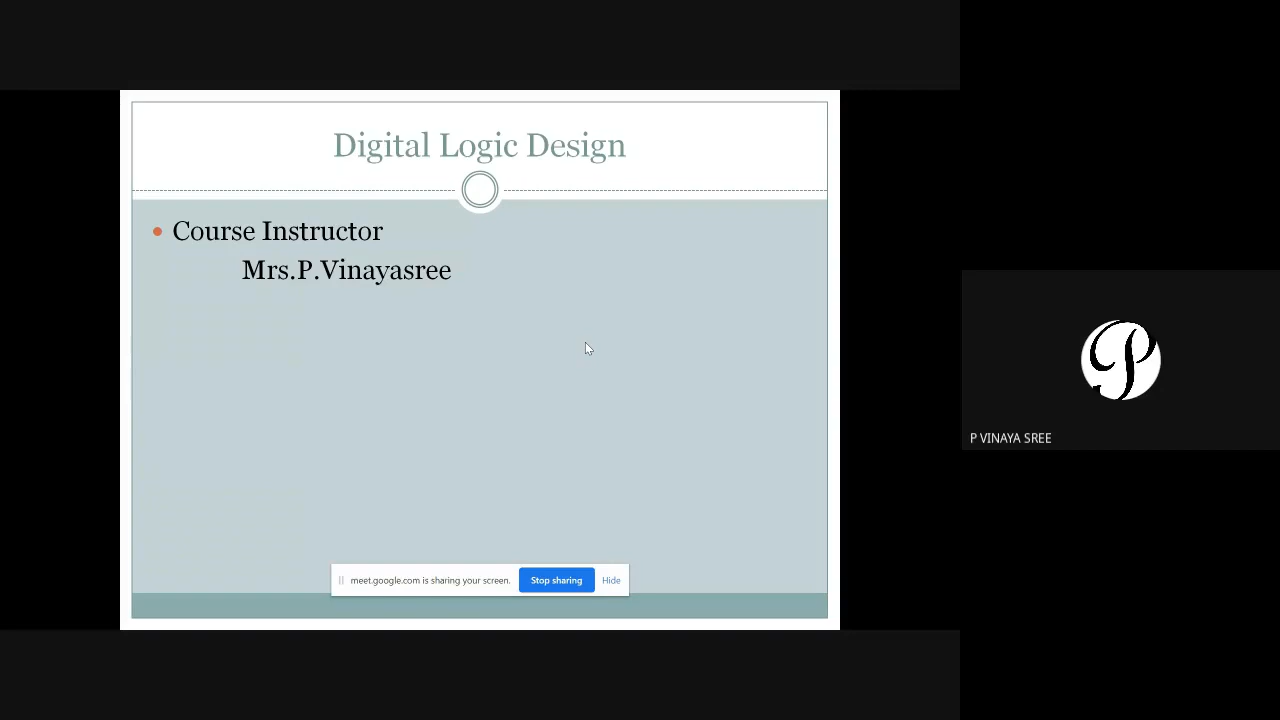 Digital Logic Design
Course Instructor
Mrs.P.Vinayasree
meet.google.com is sharing your screen. Stop sharing Hide
P
P VINAYA SREE